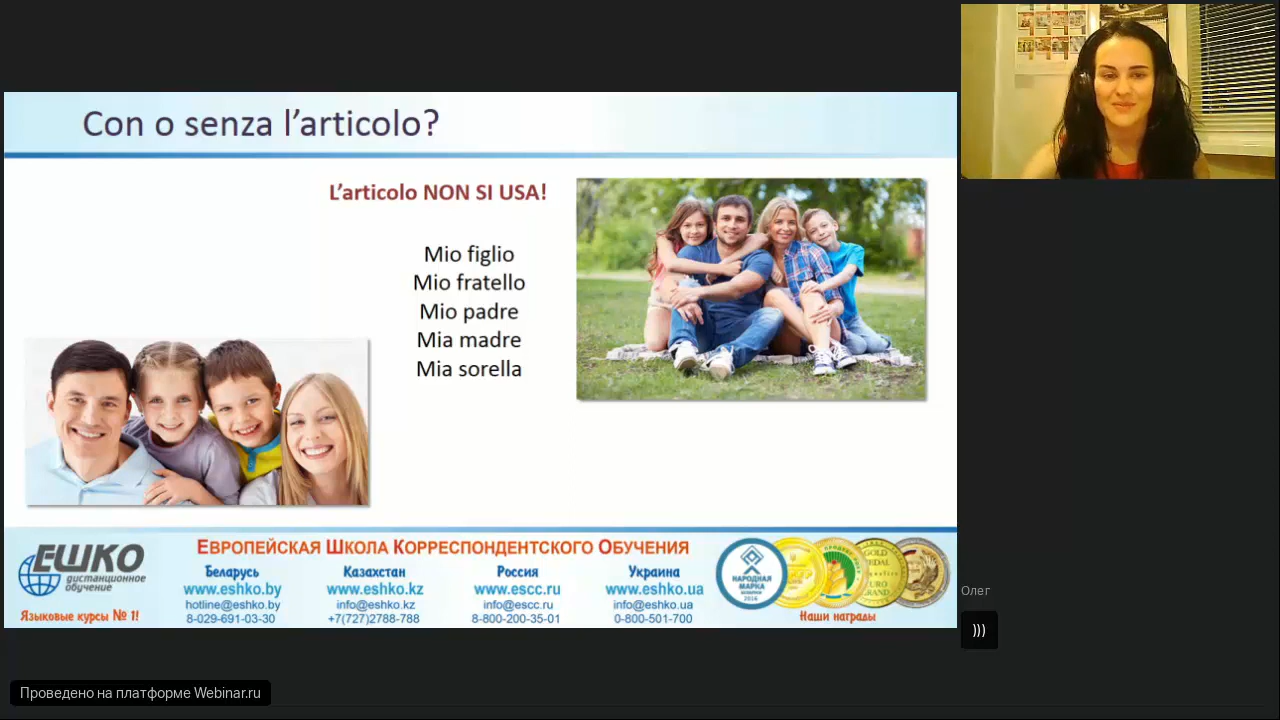 Con o senza l’articolo?
L’articolo NON SI USA!
Mio figlio
Mio fratello
Mio padre
Mia madre
Mia sorella
ЕШКО
дистанционное
обучение
Языковые курсы № 1!
Европейская Школа Корреспондентского Обучения
Беларусь
www.eshko.by
hotline@eshko.by
8-029-691-03-30
Казахстан
www.eshko.kz
info@eshko.kz
+7(727)2788-788
Россия
www.escc.ru
info@escc.ru
8-800-200-35-01
Украина
www.eshko.ua
info@eshko.ua
0-800-501-700
НАРОДНАЯ
МАРКА
Наши награды
Олег
)))
Проведено на платформе Webinar.ru